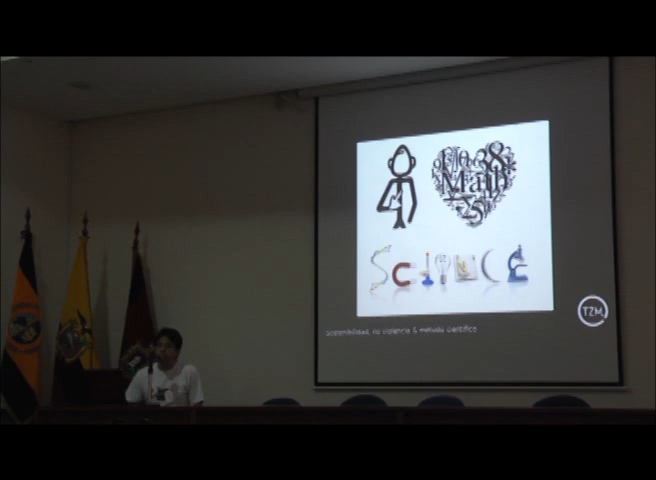 Math
SCIENCE
TZM
Sostenibilidad, no violencia & método científico